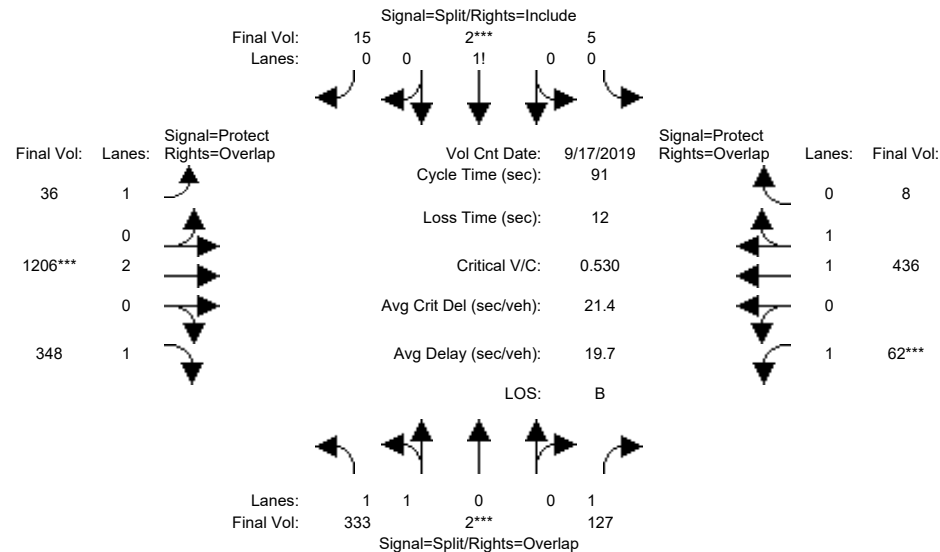 Signal=Split/Rights=Include
Final Vol: 15 2*** 5
Lanes: 0 0 1! 0 0
Signal=Protect
Final Vol: Lanes: Rights=Overlap
Vol Cnt Date: 9/17/2019
Signal=Protect
Rights=Overlap Lanes: Final Vol:
Cycle Time (sec): 91
36 1
0 8
Loss Time (sec): 12
0
1
1206*** 2
Critical V/C: 0.530
1 436
0
Avg Crit Del (sec/veh): 21.4
0
348 1
Avg Delay (sec/veh): 19.7
1 62***
LOS: B
Lanes: 1 1 0 0 1
Final Vol: 333 2*** 127
Signal=Split/Rights=Overlap